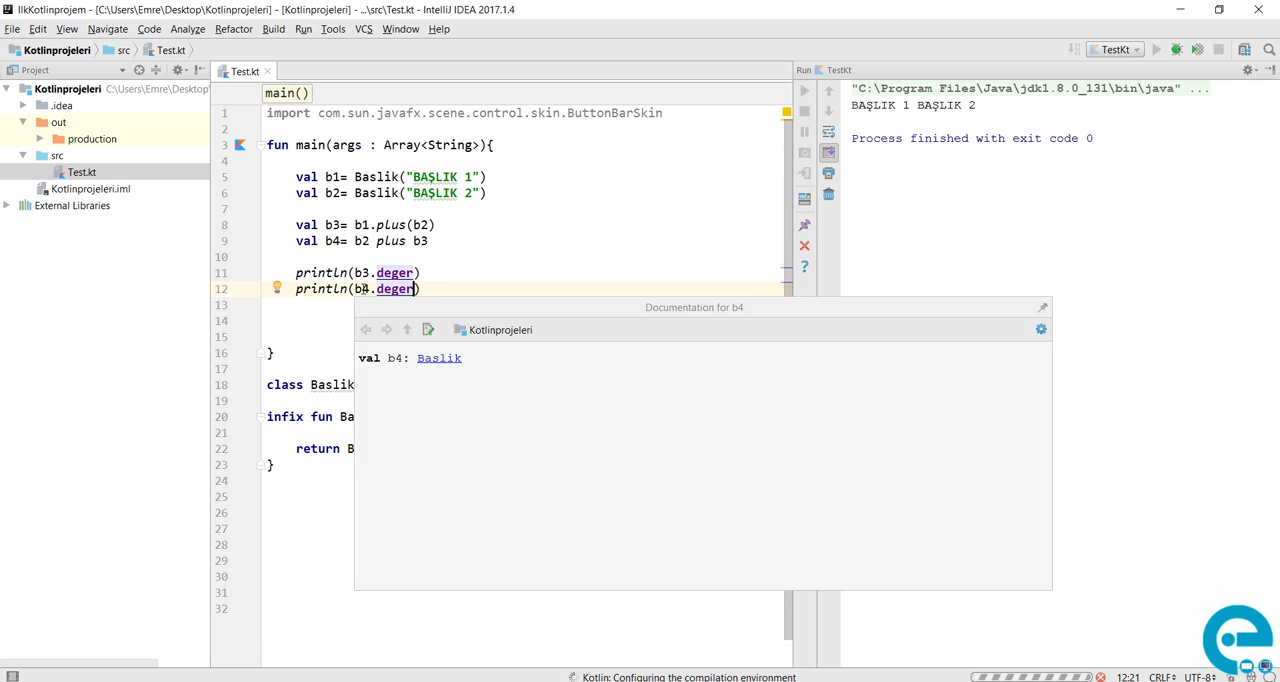 IlkKotlinprojem - [C:\Users\Emre\Desktop\Kotlinprojeleri] - [Kotlinprojeleri] - ...\src\Test.kt - IntelliJ IDEA 2017.1.4
File Edit View Navigate Code Analyze Refactor Build Run Tools VCS Window Help
Kotlinprojeleri src Test.kt TestKt
Project Test.kt Run TestKt
Kotlinprojeleri C:\Users\Emre\Desktop\
.idea
out
production
src
Test.kt
Kotlinprojeleri.iml
External Libraries
main()
1 import com.sun.javafx.scene.control.skin.ButtonBarSkin
2
3 fun main(args : Array<String>){
4
5 val b1= Baslik("BAŞLIK 1")
6 val b2= Baslik("BAŞLIK 2")
7
8 val b3= b1.plus(b2)
9 val b4= b2 plus b3
10
11 println(b3.deger)
12 println(b4.deger)
13
14
15
16 }
17
18 class Baslik
19
20 infix fun Ba
21
22 return B
23 }
24
25
26
27
28
29
30
31
32
Documentation for b4
Kotlinprojeleri
val b4: Baslik
"C:\Program Files\Java\jdk1.8.0_131\bin\java" ...
BAŞLIK 1 BAŞLIK 2
Process finished with exit code 0
Kotlin: Configuring the compilation environment 12:21 CRLF UTF-8